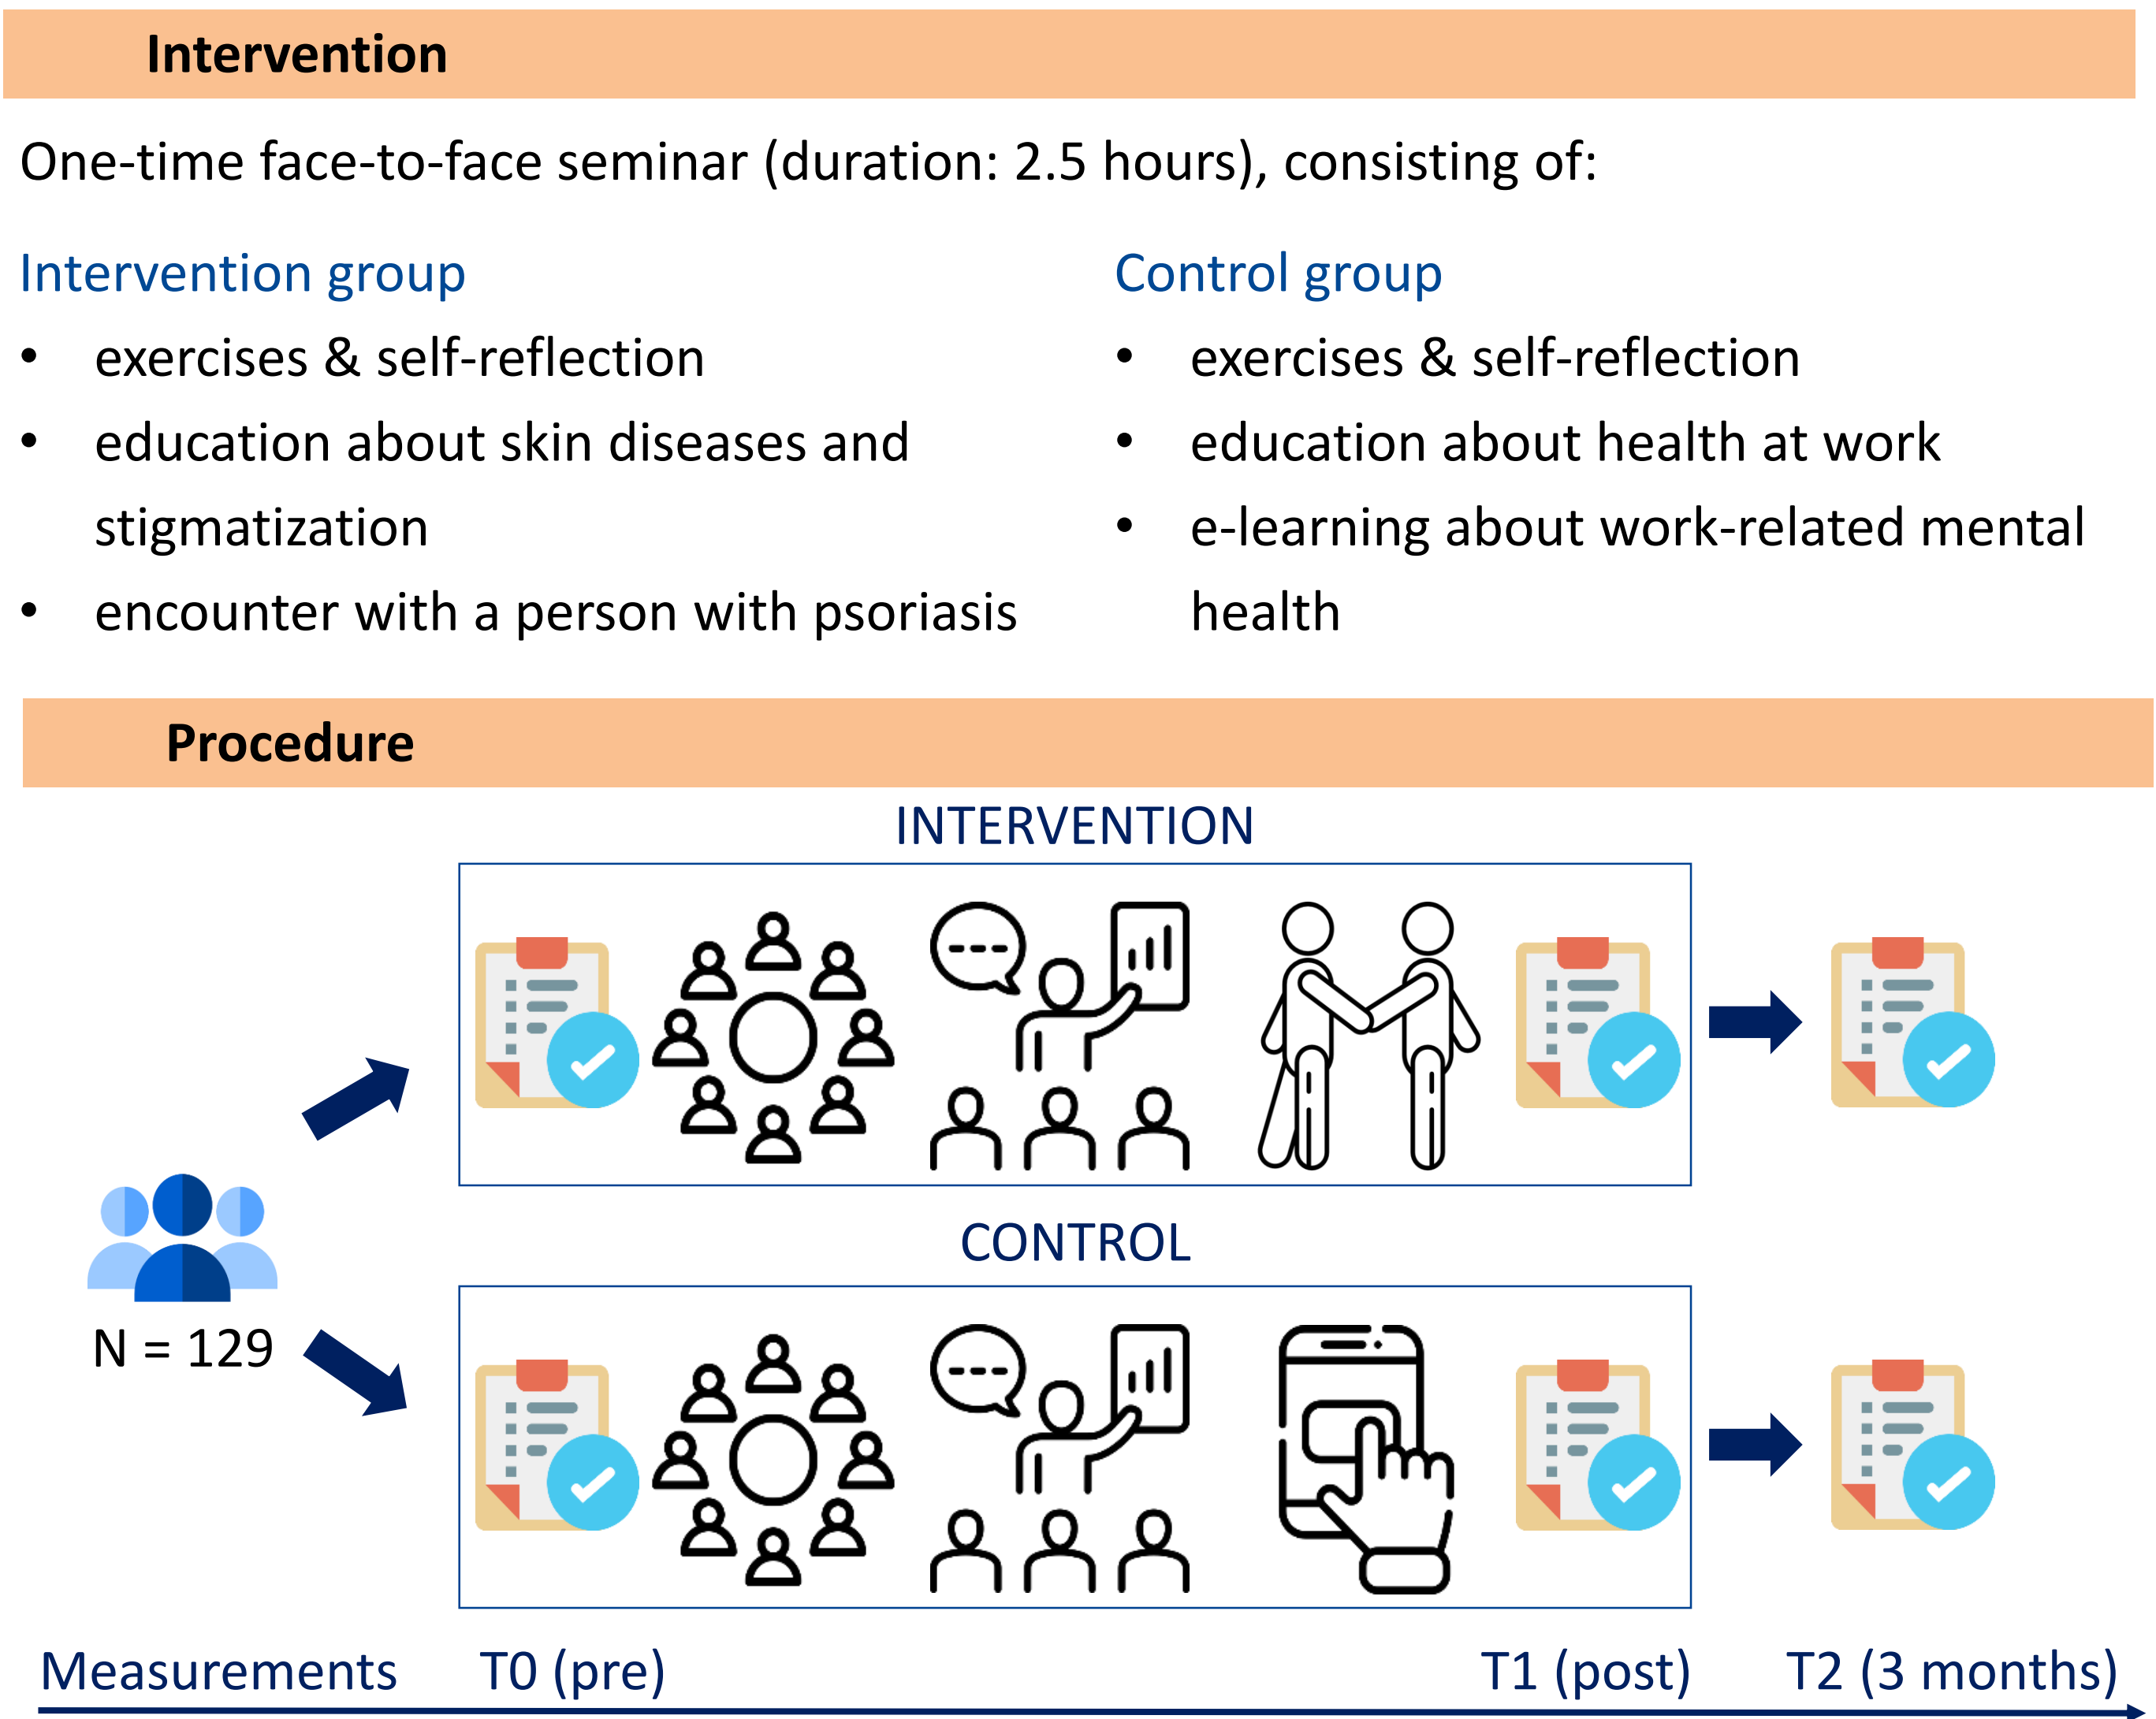 Intervention
One-time face-to-face seminar (duration: 2.5 hours), consisting of:
Intervention group
• exercises & self-reflection
• education about skin diseases and
stigmatization
• encounter with a person with psoriasis
Control group
• exercises & self-reflection
• education about health at work
• e-learning about work-related mental
health
Procedure
INTERVENTION
CONTROL
N = 129
Measurements T0 (pre) T1 (post) T2 (3 months)